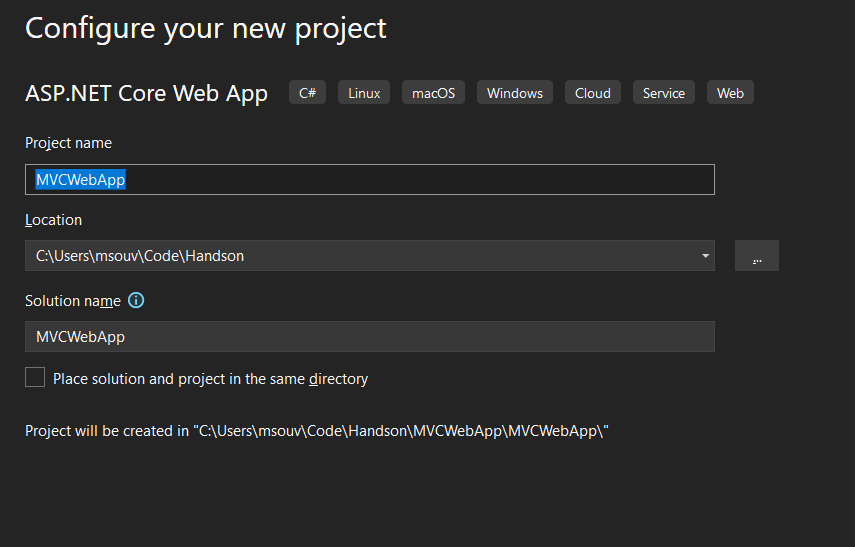 Configure your new project
ASP.NET Core Web App C# Linux macOS Windows Cloud Service Web
Project name
MVCWebApp
Location
C:\Users\msouv\Code\Handson ...
Solution name
MVCWebApp
Place solution and project in the same directory
Project will be created in "C:\Users\msouv\Code\Handson\MVCWebApp\MVCWebApp\"